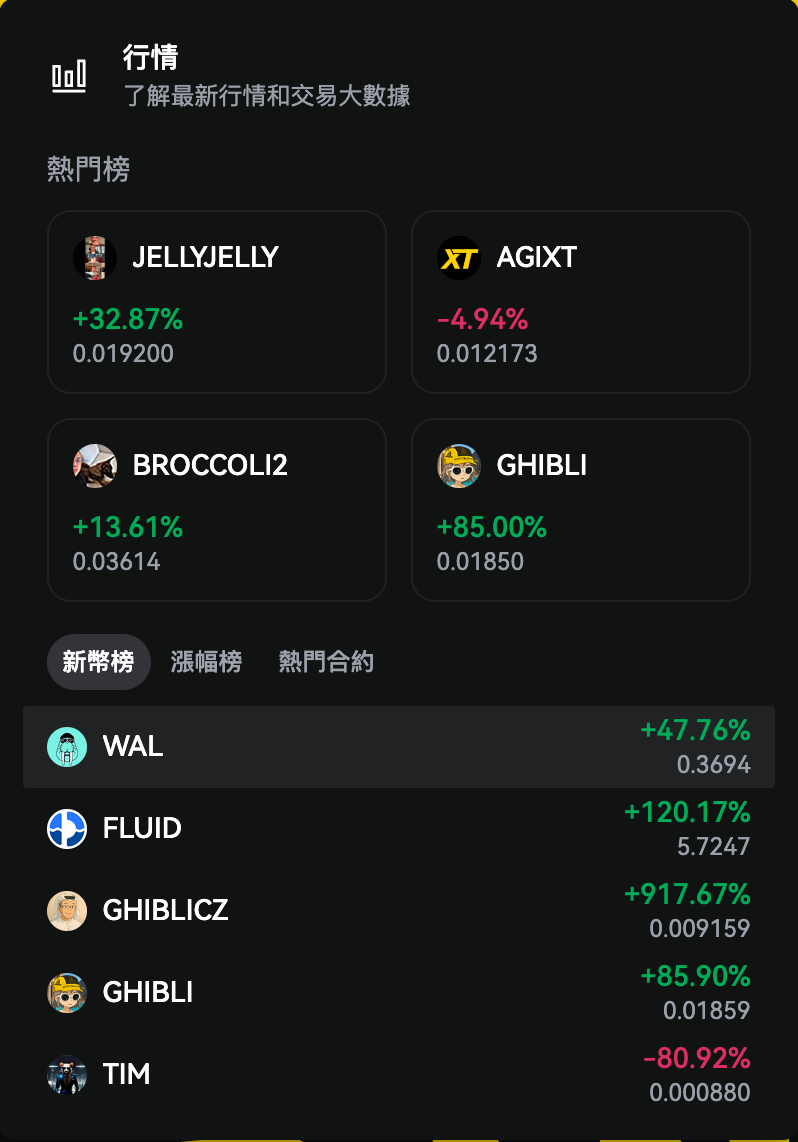 行情
了解最新行情和交易大數據
熱門榜
JELLYJELLY
+32.87%
0.019200
XT
AGIXT
-4.94%
0.012173
BROCCOLI2
+13.61%
0.03614
GHIBLI
+85.00%
0.01850
新幣榜 漲幅榜 熱門合約
WAL
+47.76%
0.3694
FLUID
+120.17%
5.7247
GHIBLICZ
+917.67%
0.009159
GHIBLI
+85.90%
0.01859
TIM
-80.92%
0.000880